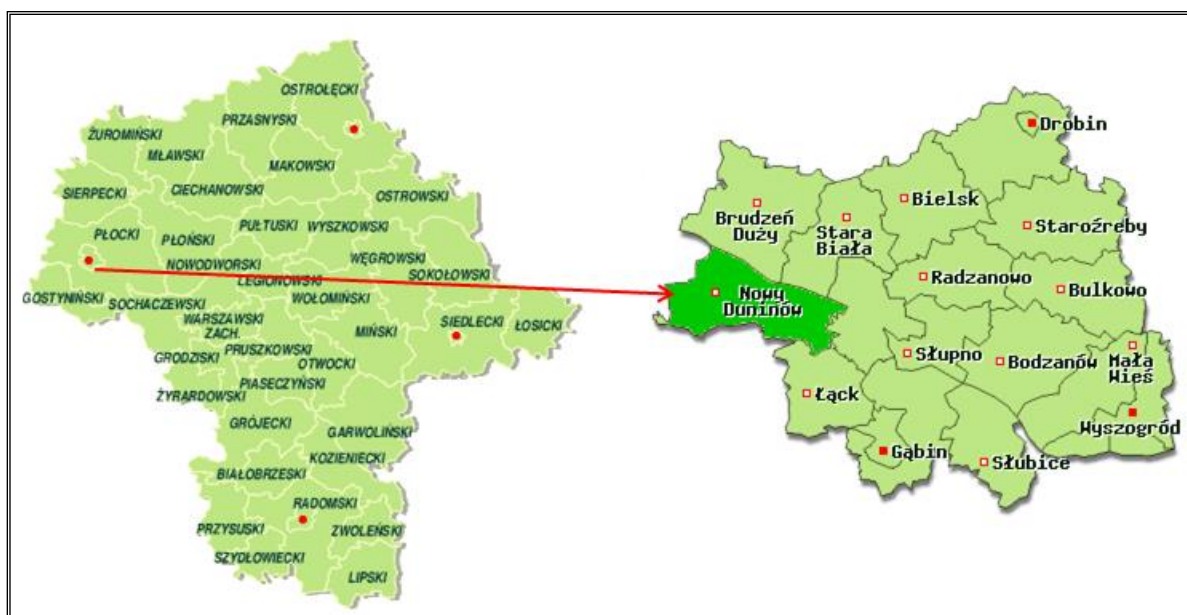 OSTROŁĘCKI
PRZASNYSKI
ŻUROMIŃSKI
MŁAWSKI
MAKOWSKI
SIERPECKI
CIECHANOWSKI
OSTROWSKI
PŁOCKI
PŁOŃSKI
PUŁTUSKI
WYSZKOWSKI
NOWODWORSKI
WĘGROWSKI
SOKOŁOWSKI
LEGIONOWSKI
GOSTYNIŃSKI
SOCHACZEWSKI
WOŁOMIŃSKI
WARSZAWSKI
ZACH.
MIŃSKI
SIEDLECKI
ŁOSICKI
GRODZISKI
PRUSZKOWSKI
OTWOCKI
PIASECZYŃSKI
ŻYRARDOWSKI
GRÓJECKI
GARWOLIŃSKI
KOZIENICKI
BIAŁOBRZESKI
RADOMSKI
PRZYSUSKI
ZWOLEŃSKI
SZYDŁOWIECKI
LIPSKI
Drobin
Bielsk
Brudzeń
Duży
Stara
Biała
Staroźreby
Radzanowo
Bulkowo
Nowy
Duninów
Słupno
Bodzanów
Mała
Wieś
Łąck
Wyszogród
Gąbin
Słubice